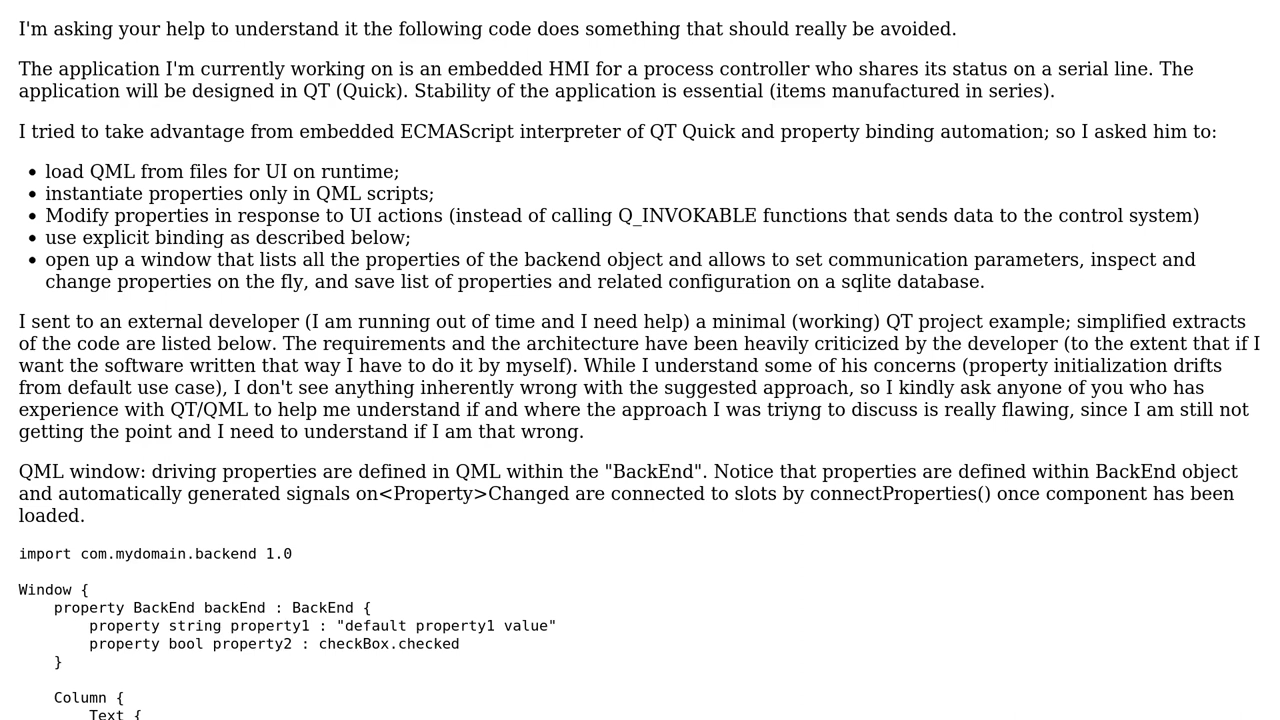 I'm asking your help to understand it the following code does something that should really be avoided.
The application I'm currently working on is an embedded HMI for a process controller who shares its status on a serial line. The
application will be designed in QT (Quick). Stability of the application is essential (items manufactured in series).
I tried to take advantage from embedded ECMAScript interpreter of QT Quick and property binding automation; so I asked him to:
• load QML from files for UI on runtime;
• instantiate properties only in QML scripts;
• Modify properties in response to UI actions (instead of calling Q_INVOKABLE functions that sends data to the control system)
• use explicit binding as described below;
• open up a window that lists all the properties of the backend object and allows to set communication parameters, inspect and
change properties on the fly, and save list of properties and related configuration on a sqlite database.
I sent to an external developer (I am running out of time and I need help) a minimal (working) QT project example; simplified extracts
of the code are listed below. The requirements and the architecture have been heavily criticized by the developer (to the extent that if I
want the software written that way I have to do it by myself). While I understand some of his concerns (property initialization drifts
from default use case), I don't see anything inherently wrong with the suggested approach, so I kindly ask anyone of you who has
experience with QT/QML to help me understand if and where the approach I was triyng to discuss is really flawing, since I am still not
getting the point and I need to understand if I am that wrong.
QML window: driving properties are defined in QML within the "BackEnd". Notice that properties are defined within BackEnd object
and automatically generated signals on<Property>Changed are connected to slots by connectProperties() once component has been
loaded.
import com.mydomain.backend 1.0
Window {
    property BackEnd backEnd : BackEnd {
        property string property1 : "default property1 value"
        property bool property2 : checkBox.checked
    }
    Column {
        Text {